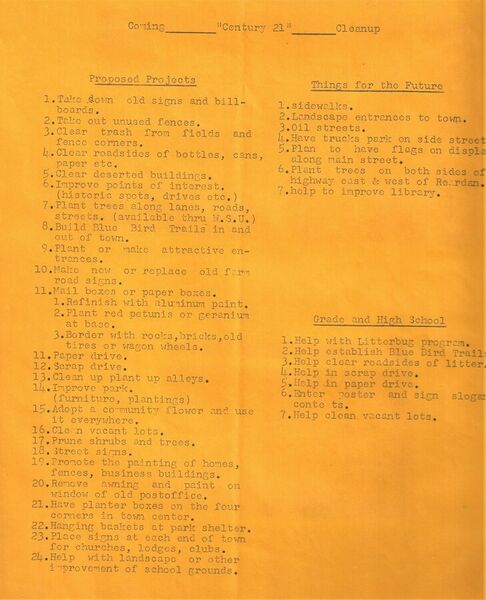 Coming________"Century 21"________Cleanup
Proposed Projects
1.Take down old signs and bill-
boards.
2.Take out unused fences.
3.Clear trash from fields and
fence corners.
4.Clear roadsides of bottles, cans,
paper etc.
5.Clear deserted buildings.
6.Improve points of interest.
(historic spots, drives etc.)
7.Plant trees along lanes, roads,
streets. (available thru W.S.U.)
8.Build Blue Bird Trails in and
out of town.
9.Plant or make attractive en-
trances.
10.Make new or replace old farm
road signs.
11.Mail boxes or paper boxes.
1.Refinish with aluminum paint.
2.Plant red petunis or geranium
at base.
3.Border with rocks,bricks,old
tires or wagon wheels.
11.Paper drive.
12.Scrap drive.
13.Clean up plant up alleys.
14.Improve park.
(furniture, plantings)
15.Adopt a community flower and use
it everywhere.
16.Clean vacant lots.
17.Prune shrubs and trees.
18.Street signs.
19.Promote the painting of homes,
fences, business buildings.
20.Remove awning and paint on
window of old postoffice.
21.Have planter boxes on the four
corners in town center.
22.Hanging baskets at park shelter.
23.Place signs at each end of town
for churches, lodges, clubs.
24.Help with landscape or other
improvement of school grounds.
Things for the Future
1.sidewalks.
2.Landscape entrances to town.
3.Oil streets.
4.Have trucks park on side street
5.Plan to have flags on displa
along main street.
6.Plant trees on both sides of
highway east & west of Reardan.
7.help to improve library.
Grade and High School
1.Help with Litterbug program.
2.Help establish Blue Bird Trail
3.Help clear roadsides of litter
4.Help in scrap drive.
5.Help in paper drive.
6.Enter poster and sign slogan
conte ts.
7.Help clean vacant lots.